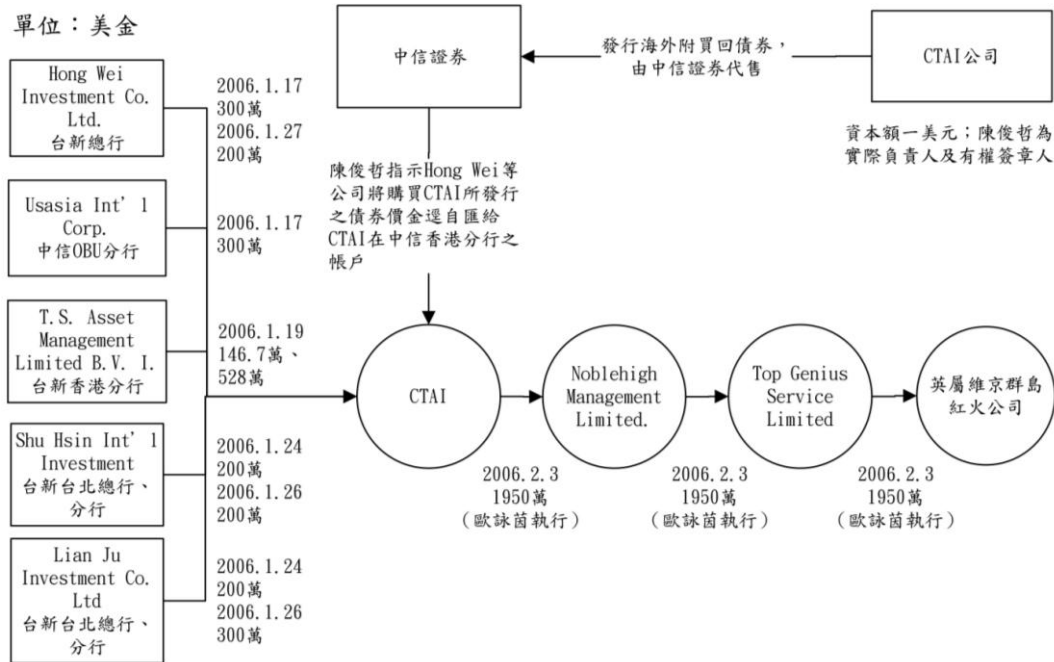 單位：美金
Hong Wei
Investment Co.
Ltd.
台新總行
2006.1.17
300萬
2006.1.27
200萬
Usasia Int' l
Corp.
中信OBU分行
2006.1.17
300萬
T.S. Asset
Management
Limited B.V. I.
台新香港分行
2006.1.19
146.7萬、
528萬
Shu Hsin Int' l
Investment
台新台北總行、
分行
2006.1.24
200萬
2006.1.26
200萬
Lian Ju
Investment Co.
Ltd
台新台北總行、
分行
2006.1.24
200萬
2006.1.26
300萬
中信證券
發行海外附買回債券，
由中信證券代售
CTAI公司
資本額一美元；陳俊哲為
實際負責人及有權簽章人
陳俊哲指示Hong Wei等
公司將購買CTAI所發行
之債券價金逕自匯給
CTAI在中信香港分行之
帳戶
CTAI
Noblehigh
Management
Limited.
Top Genius
Service
Limited
英屬維京群島
紅火公司
2006.2.3
1950萬
（歐詠茵執行）
2006.2.3
1950萬
（歐詠茵執行）
2006.2.3
1950萬
（歐詠茵執行）